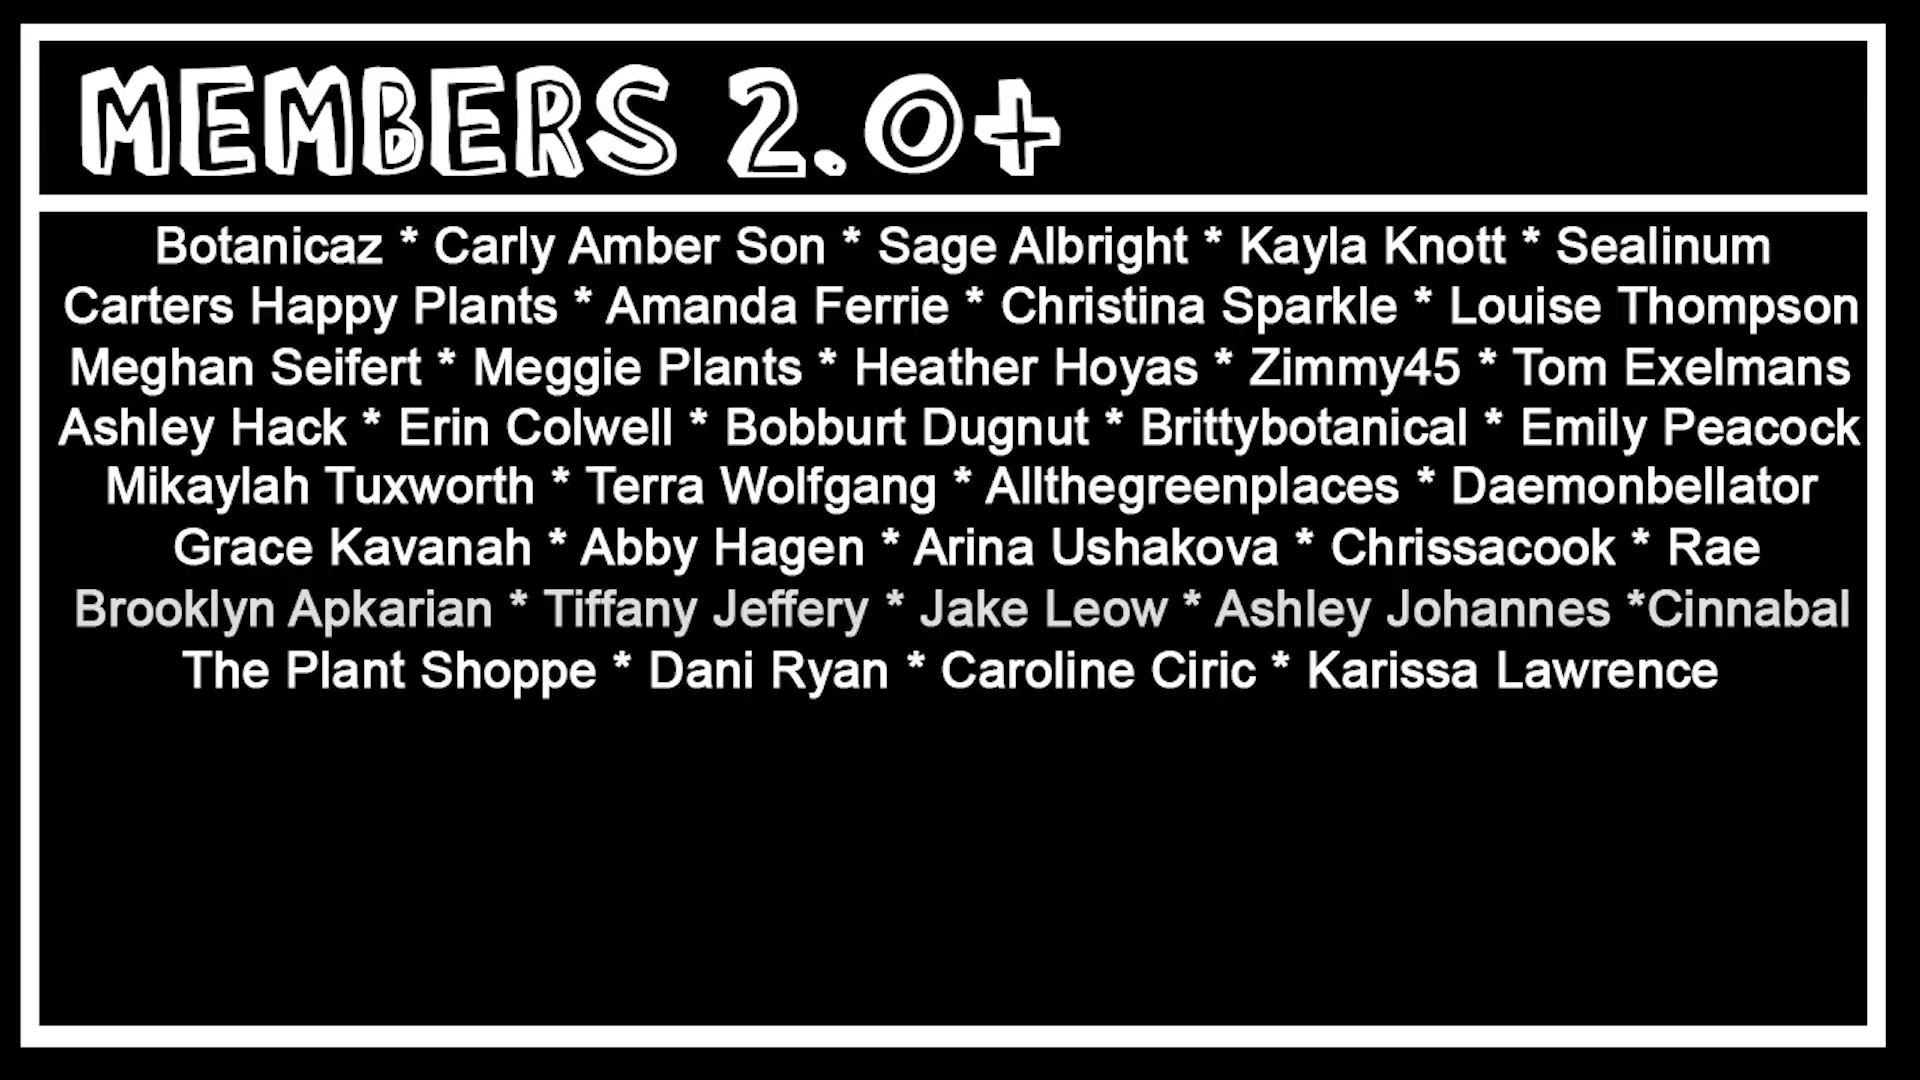 MEMBERS 2.0+
Botanicaz * Carly Amber Son * Sage Albright * Kayla Knott * Sealinum
Carters Happy Plants * Amanda Ferrie * Christina Sparkle * Louise Thompson
Meghan Seifert * Meggie Plants * Heather Hoyas * Zimmy45 * Tom Exelmans
Ashley Hack * Erin Colwell * Bobburt Dugnut * Brittybotanical * Emily Peacock
Mikaylah Tuxworth * Terra Wolfgang * Allthegreenplaces * Daemonbellator
Grace Kavanah * Abby Hagen * Arina Ushakova * Chrissacook * Rae
Brooklyn Apkarian * Tiffany Jeffery * Jake Leow * Ashley Johannes *Cinnabal
The Plant Shoppe * Dani Ryan * Caroline Ciric * Karissa Lawrence